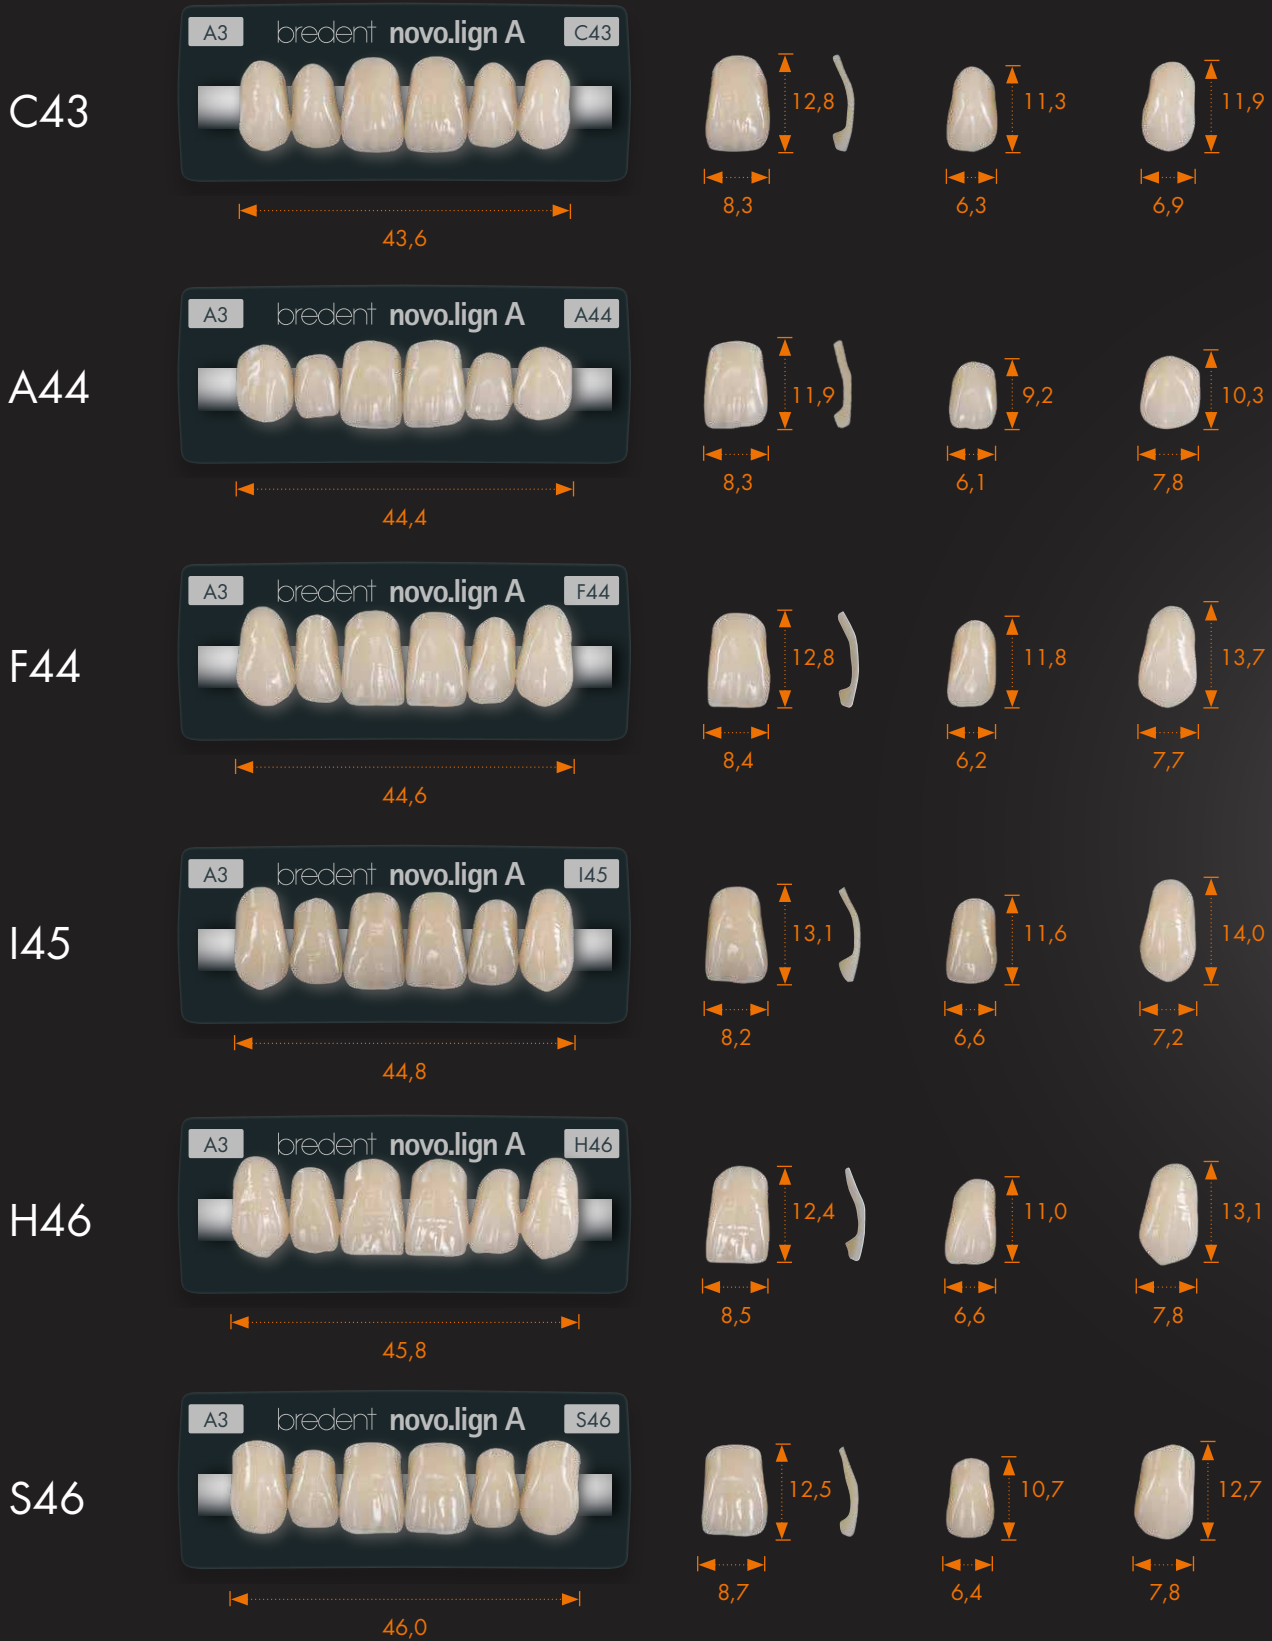 A3 bredent novo.lign A C43
C43
12,8 11,3 11,9
8,3 6,3 6,9
43,6
A3 bredent novo.lign A A44
A44
11,9 9,2 10,3
8,3 6,1 7,8
44,4
A3 bredent novo.lign A F44
F44
12,8 11,8 13,7
8,4 6,2 7,7
44,6
A3 bredent novo.lign A I45
I45
13,1 11,6 14,0
8,2 6,6 7,2
44,8
A3 bredent novo.lign A H46
H46
12,4 11,0 13,1
8,5 6,6 7,8
45,8
A3 bredent novo.lign A S46
S46
12,5 10,7 12,7
8,7 6,4 7,8
46,0